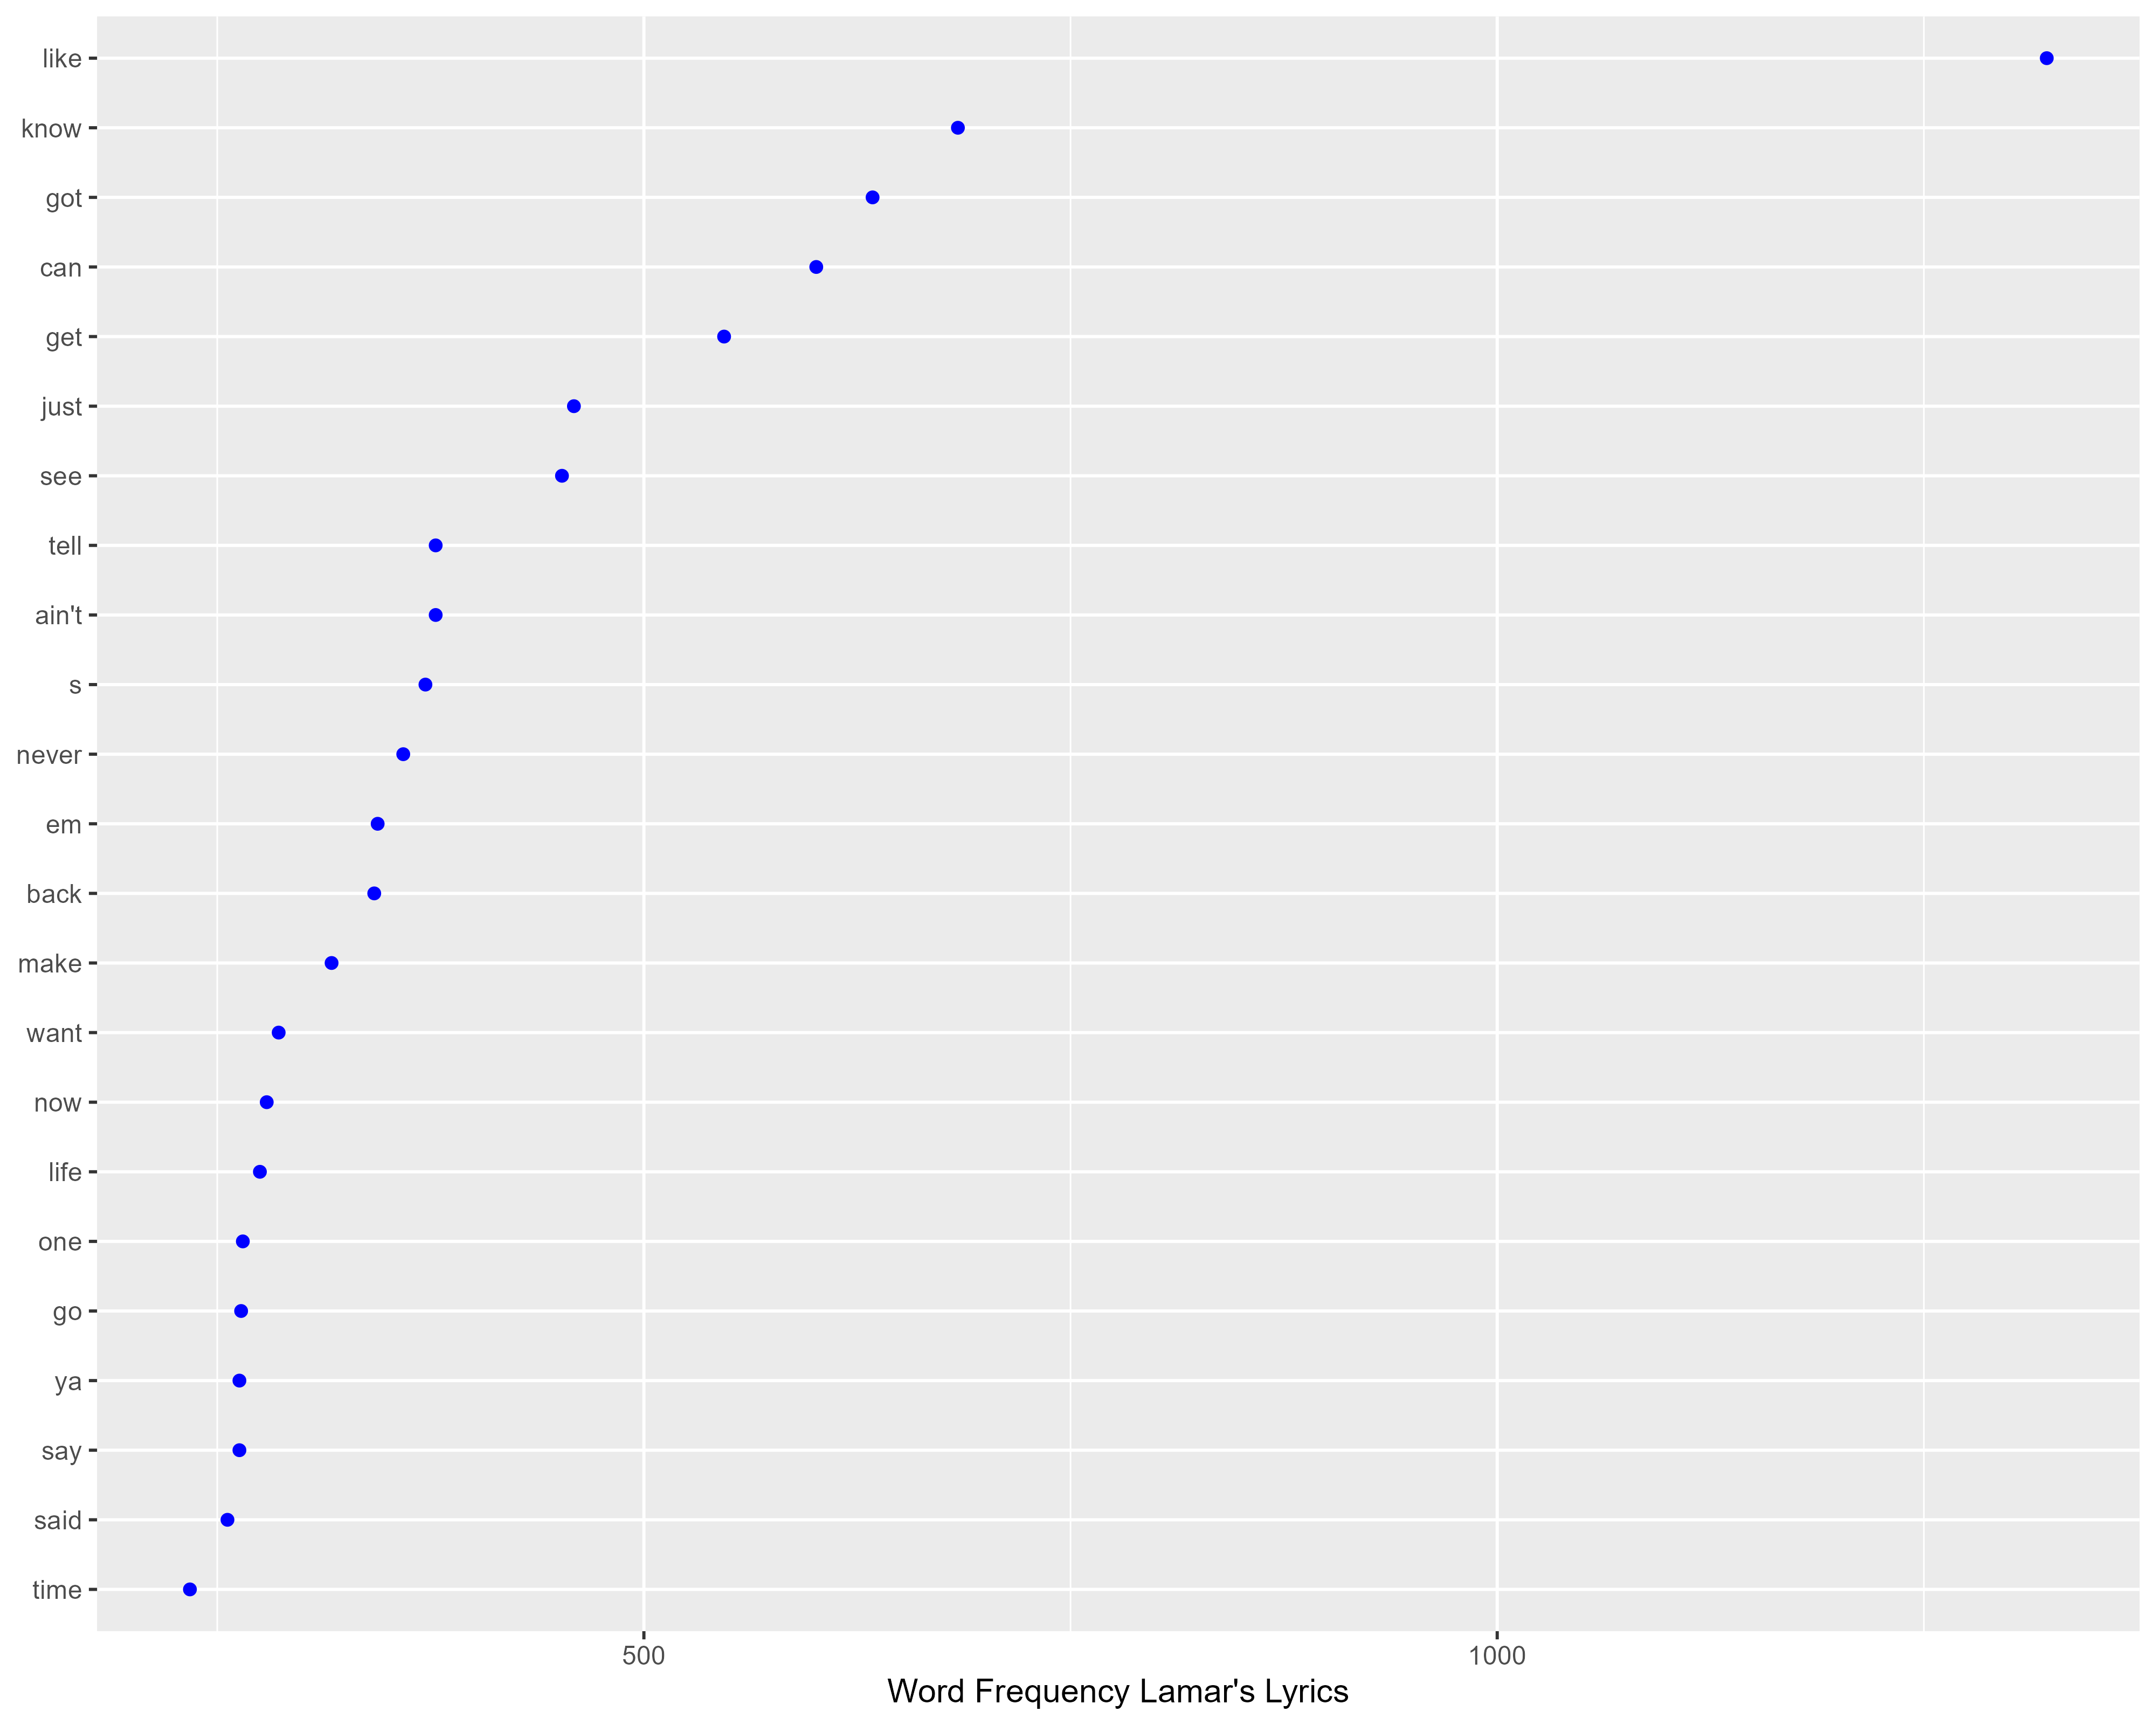 like
know
got
can
get
just
see
tell
ain't
s
never
em
back
make
want
now
life
one
go
ya
say
said
time
500 1000
Word Frequency Lamar's Lyrics